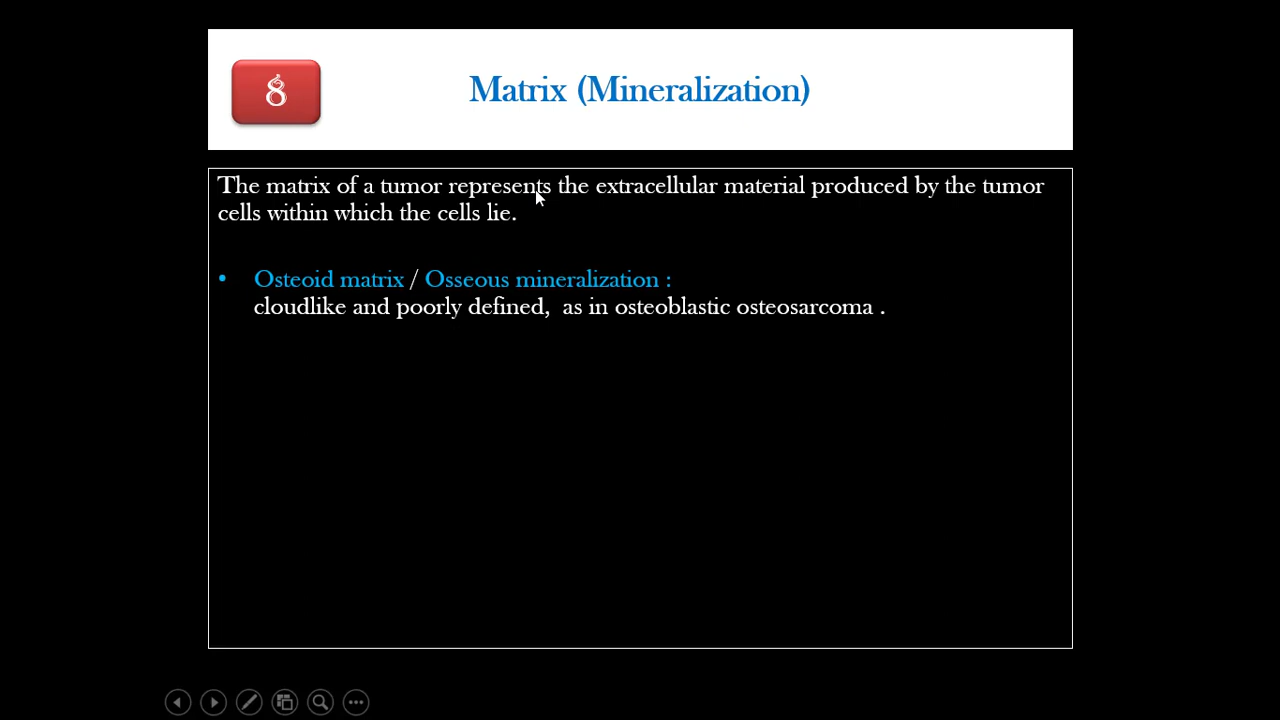 8
Matrix (Mineralization)
The matrix of a tumor represents the extracellular material produced by the tumor
cells within which the cells lie.
• Osteoid matrix / Osseous mineralization :
cloudlike and poorly defined,  as in osteoblastic osteosarcoma .